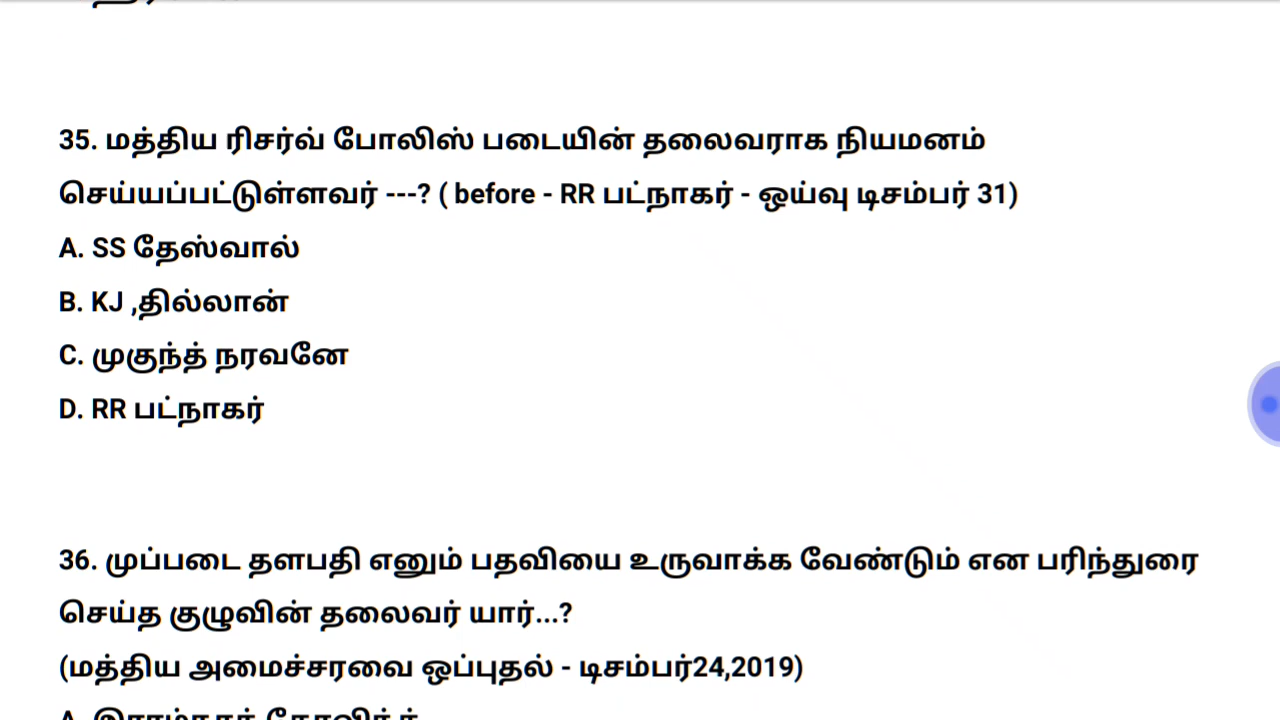 35. மத்திய ரிசர்வ் போலிஸ் படையின் தலைவராக நியமனம்
செய்யப்பட்டுள்ளவர் ---? ( before - RR பட்நாகர் - ஒய்வு டிசம்பர் 31)
A. SS தேஸ்வால்
B. KJ ,தில்லான்
C. முகுந்த் நரவனே
D. RR பட்நாகர்
36. முப்படை தளபதி எனும் பதவியை உருவாக்க வேண்டும் என பரிந்துரை
செய்த குழுவின் தலைவர் யார்...?
(மத்திய அமைச்சரவை ஒப்புதல் - டிசம்பர்24,2019)